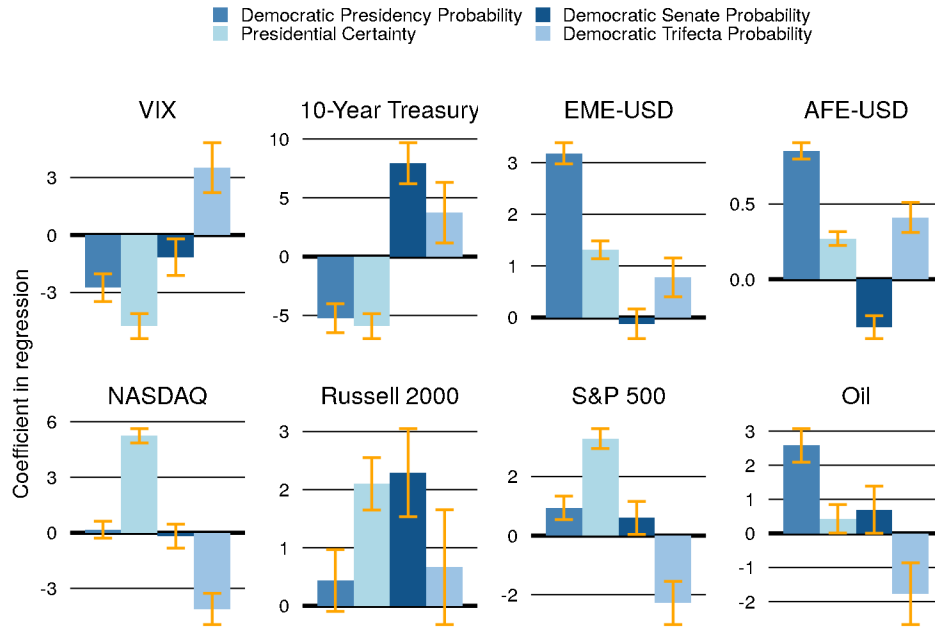 Democratic Presidency Probability
Democratic Senate Probability
Presidential Certainty
Democratic Trifecta Probability
Coefficient in regression
VIX
3
0
-3
10-Year Treasury
10
5
0
-5
EME-USD
3
2
1
0
AFE-USD
0.5
0.0
NASDAQ
6
3
0
-3
Russell 2000
3
2
1
0
S&P 500
2
0
-2
Oil
3
2
1
0
-1
-2